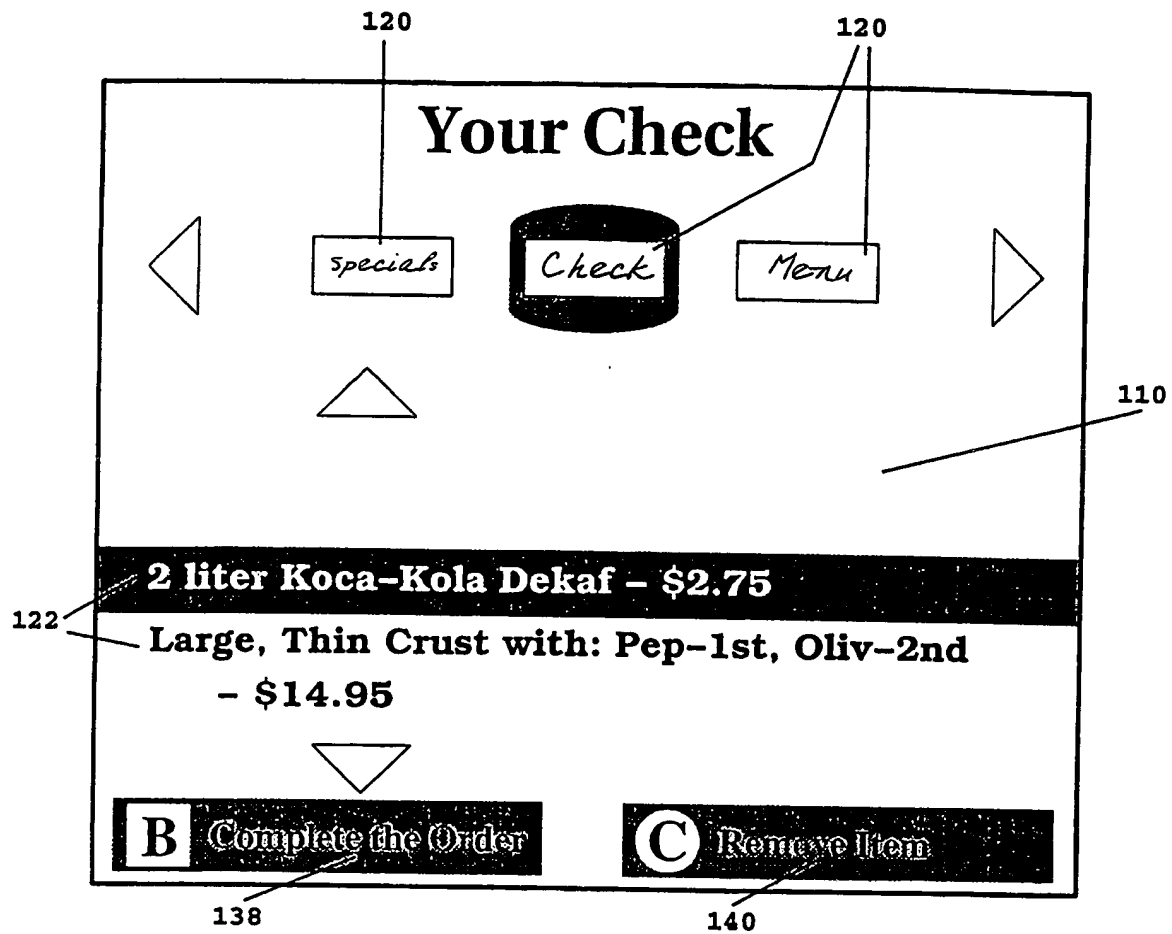 120 120
Your Check
Specials Check Menu
110
2 liter Koca–Kola Dekaf – $2.75
122
Large, Thin Crust with: Pep–1st, Oliv–2nd
– $14.95
B Complete the Order C Remove Item
138 140